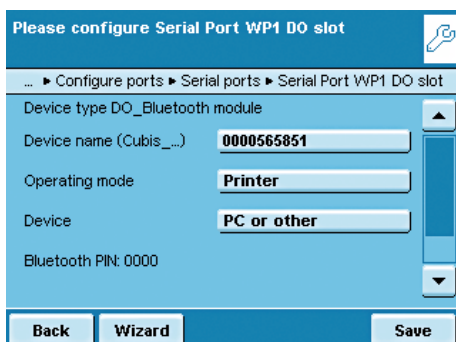 Please configure Serial Port WP1 DO slot
... ▸ Configure ports ▸ Serial ports ▸ Serial Port WP1 DO slot
Device type DO_Bluetooth module
Device name (Cubis_...) 0000565851
Operating mode Printer
Device PC or other
Bluetooth PIN: 0000
Back Wizard Save